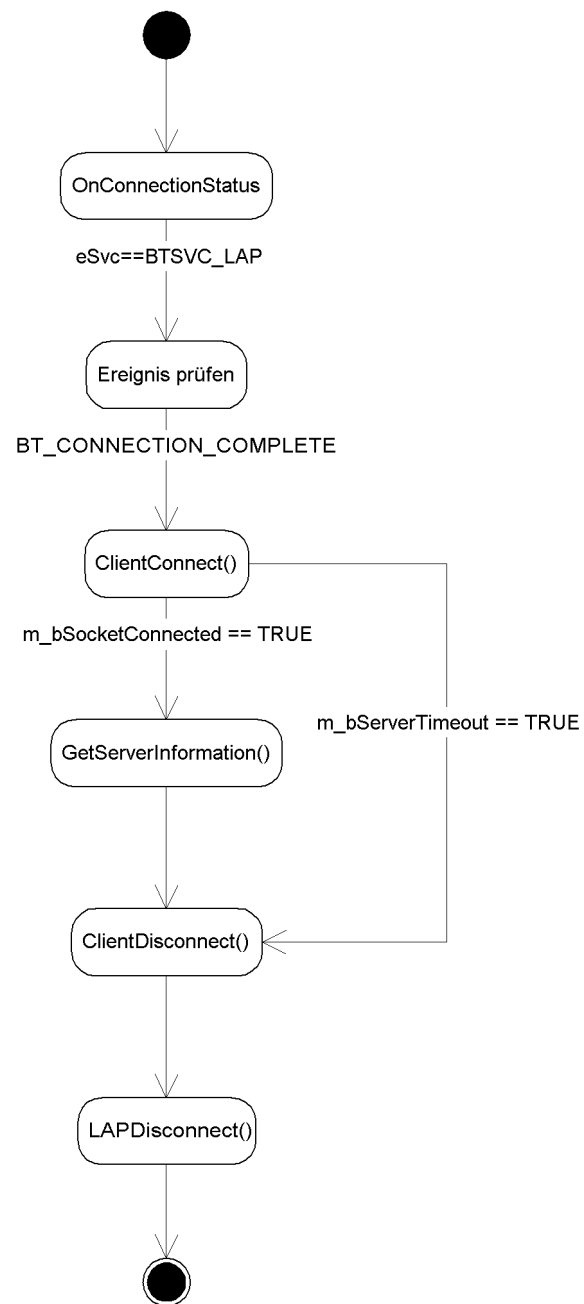 OnConnectionStatus
eSvc==BTSVC_LAP
Ereignis prüfen
BT_CONNECTION_COMPLETE
ClientConnect()
m_bSocketConnected == TRUE
m_bServerTimeout == TRUE
GetServerInformation()
ClientDisconnect()
LAPDisconnect()